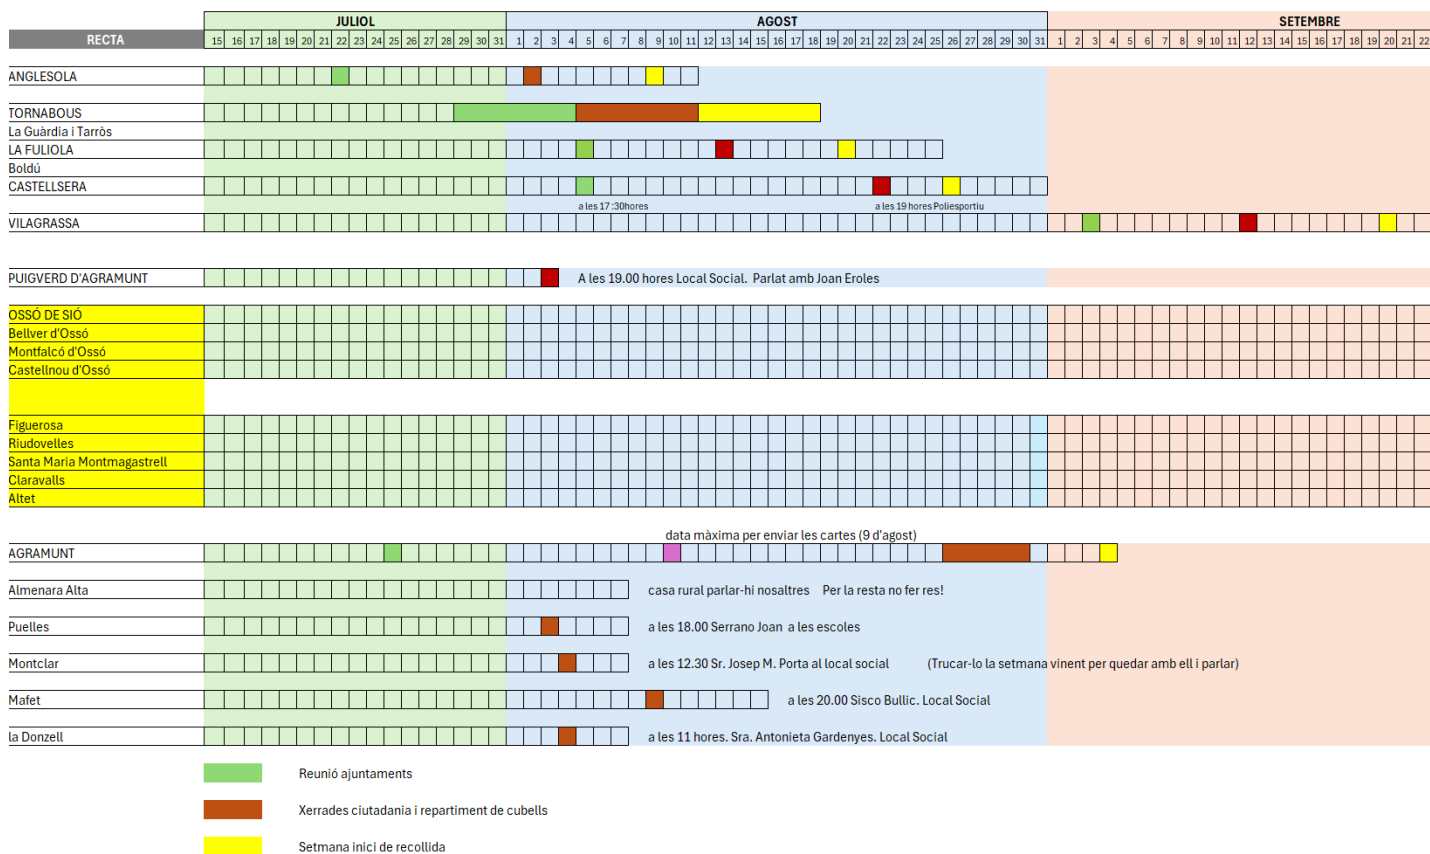 JULIOL AGOST SETEMBRE
RECTA 15 16 17 18 19 20 21 22 23 24 25 26 27 28 29 30 31 1 2 3 4 5 6 7 8 9 10 11 12 13 14 15 16 17 18 19 20 21 22 23 24 25 26 27 28 29 30 31 1 2 3 4 5 6 7 8 9 10 11 12 13 14 15 16 17 18 19 20 21 22
ANGLESOLA
TORNABOUS
La Guàrdia i Tarròs
LA FULIOLA
Boldú
CASTELLSERA
a les 17:30hores a les 19 hores Poliesportiu
VILAGRASSA
PUIGVERD D'AGRAMUNT A les 19.00 hores Local Social. Parlat amb Joan Eroles
OSSÓ DE SIÓ
Bellver d'Ossó
Montfalcó d'Ossó
Castellnou d'Ossó
Figuerosa
Riudovelles
Santa Maria Montmagastrell
Claravalls
Altet
data màxima per enviar les cartes (9 d'agost)
AGRAMUNT
Almenara Alta casa rural parlar-hi nosaltres Per la resta no fer res!
Puelles a les 18.00 Serrano Joan a les escoles
Montclar a les 12.30 Sr. Josep M. Porta al local social (Trucar-lo la setmana vinent per quedar amb ell i parlar)
Mafet a les 20.00 Sisco Bullic. Local Social
la Donzell a les 11 hores. Sra. Antonieta Gardenyes. Local Social
Reunió ajuntaments
Xerrades ciutadania i repartiment de cubells
Setmana inici de recollida